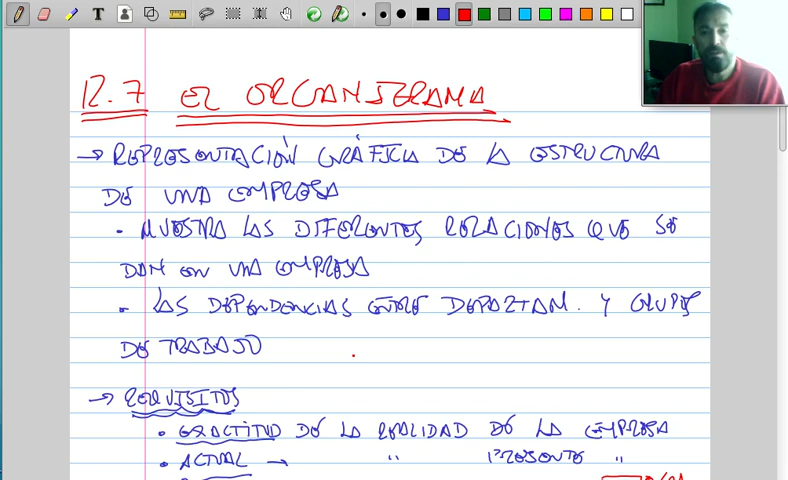 12.7 EL ORGANIGRAMA
→ REPRESENTACIÓN GRÁFICA DE LA ESTRUCTURA
DE UNA EMPRESA
• MUESTRA LAS DIFERENTES RELACIONES QUE SE
DAN EN UNA EMPRESA
• LAS DEPENDENCIAS ENTRE DEPARTAM. Y GRUPOS
DE TRABAJO
→ REQUISITOS
• EXACTITUD DE LA REALIDAD DE LA EMPRESA
• ACTUAL → " PRESENTE "